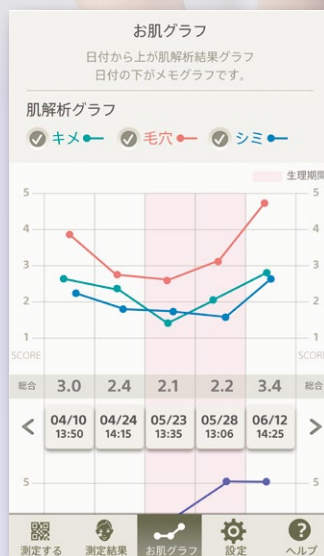 お肌グラフ
日付から上が肌解析結果グラフ
日付の下がメモグラフです。
肌解析グラフ
キメ 毛穴 シミ
生理期間
5 5
4 4
3 3
2 2
1 1
SCORE SCORE
総合 3.0 2.4 2.1 2.2 3.4 総合
< 04/10 04/24 05/23 05/28 06/12 >
13:50 14:15 13:35 13:06 14:25
5 5
測定する 測定結果 お肌グラフ 設定 ヘルプ